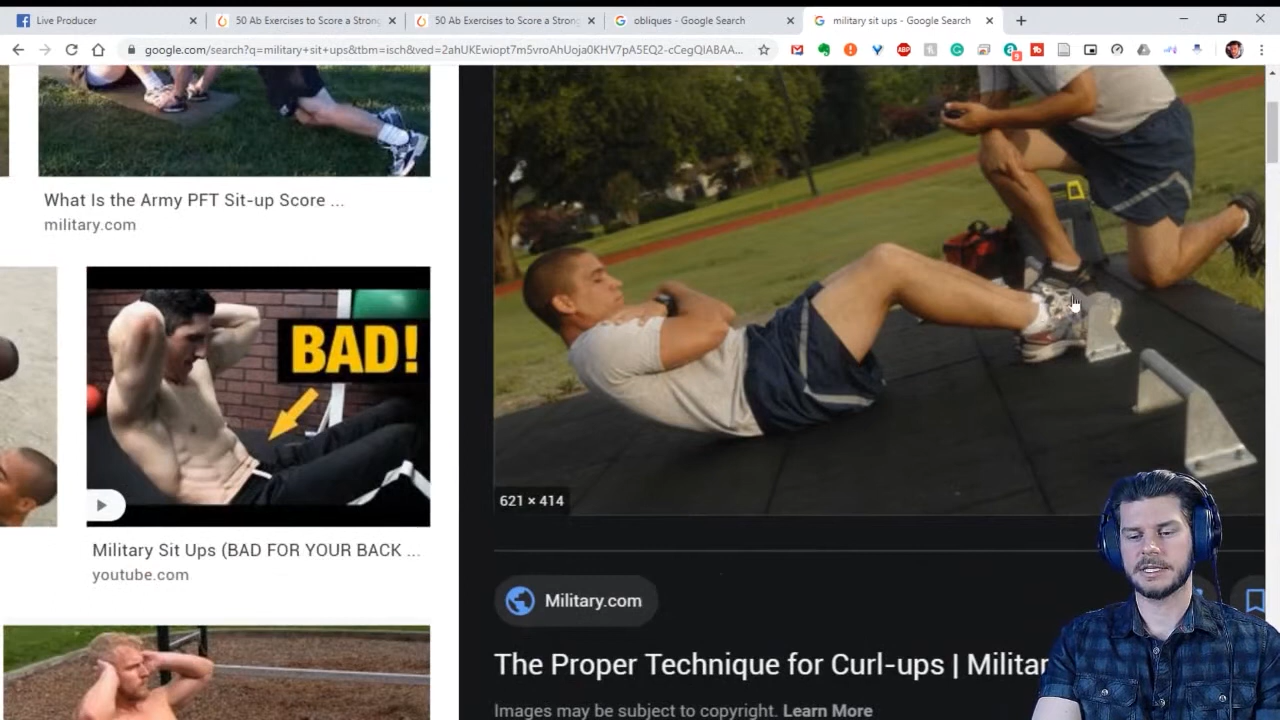 Live Producer
50 Ab Exercises to Score a Stron
50 Ab Exercises to Score a Stron
obliques - Google Search
military sit ups - Google Search
google.com/search?q=military+sit+ups&tbm=isch&ved=2ahUKEwiopt7m5vroAhUoja0KHV7pA5EQ2-cCegQIABAA...
What Is the Army PFT Sit-up Score ...
military.com
BAD!
621 × 414
Military Sit Ups (BAD FOR YOUR BACK ...
youtube.com
Military.com
The Proper Technique for Curl-ups | Militar
Images may be subject to copyright. Learn More